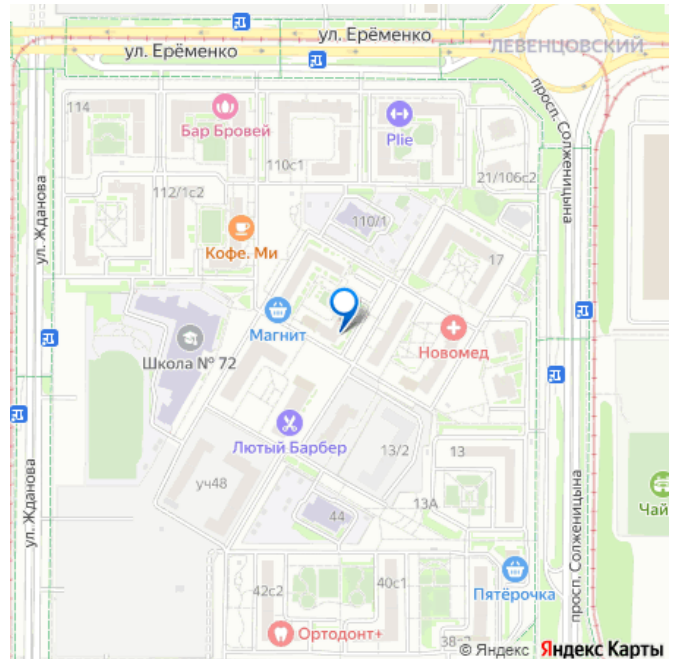 ул. Ерёменко
ул. Ерёменко
ЛЕВЕНЦОВСКИЙ
114
Бар Бровей
Plie
просп. Солженицына
110с1
21/106с2
112/1с2
110/1
ул. Жданова
Кофе. Ми
17
Магнит
Новомед
Школа № 72
Лютый Барбер
13/2
13
уч48
ул. Жданова
13А
44
Чай
просп. Солженицына
Пятёрочка
42с2
40с1
Ортодонт+
© Яндекс Яндекс Карты